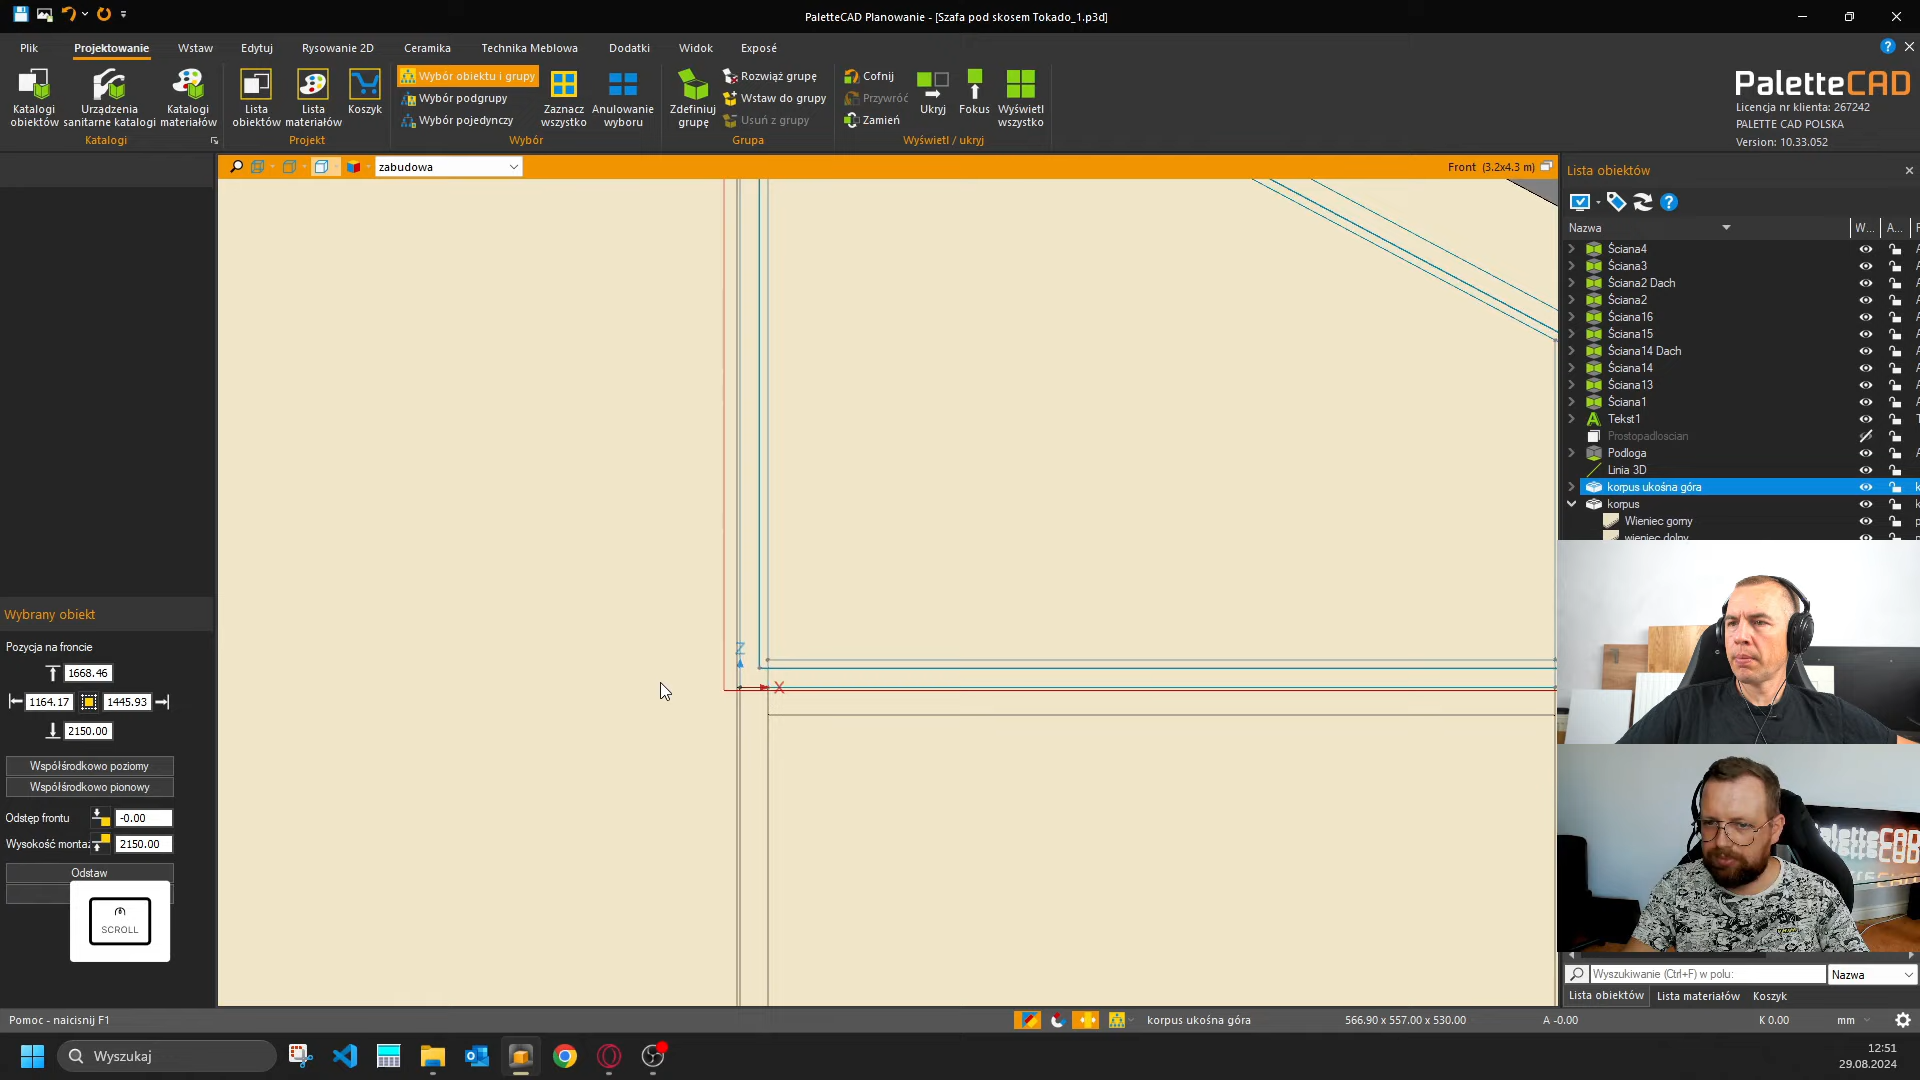 PaletteCAD Planowanie - [Szafa pod skosem Tokado_1.p3d]
Plik Projektowanie Wstaw Edytuj Rysowanie 2D Ceramika Technika Meblowa Dodatki Widok Exposé
Katalogi obiektów
Urządzenia sanitarne katalogi
Katalogi materiałów
Katalogi
Lista obiektów
Lista materiałów
Koszyk
Projekt
Wybór obiektu i grupy
Wybór podgrupy
Wybór pojedynczy
Zaznacz wszystko
Anulowanie wyboru
Wybór
Zdefiniuj grupę
Rozwiąż grupę
Wstaw do grupy
Usuń z grupy
Grupa
Cofnij
Przywróć
Zamień
Ukryj
Fokus
Wyświetl wszystko
Wyświetl / ukryj
PaletteCAD
Licencja nr klienta: 267242
PALETTE CAD POLSKA
Version: 10.33.052
zabudowa
Front (3.2x4.3 m)
Z
X
Wybrany obiekt
Pozycja na froncie
1668.46
1164.17 1445.93
2150.00
Współśrodkowo poziomy
Współśrodkowo pionowy
Odstęp frontu -0.00
Wysokość monta: 2150.00
Odstaw
SCROLL
Lista obiektów
Nazwa W... A...
Ściana4
Ściana3
Ściana2 Dach
Ściana2
Ściana16
Ściana15
Ściana14 Dach
Ściana14
Ściana13
Ściana1
Tekst1
Prostopadloscian
Podloga
Linia 3D
korpus ukośna góra
korpus
Wieniec gorny
wieniec dolny
PaletteCAD
Wyszukiwanie (Ctrl+F) w polu: Nazwa
Lista obiektów Lista materiałów Koszyk
Pomoc - naicisnij F1
korpus ukośna góra 566.90 x 557.00 x 530.00 A -0.00 K 0.00 mm
Wyszukaj
12:51
29.08.2024